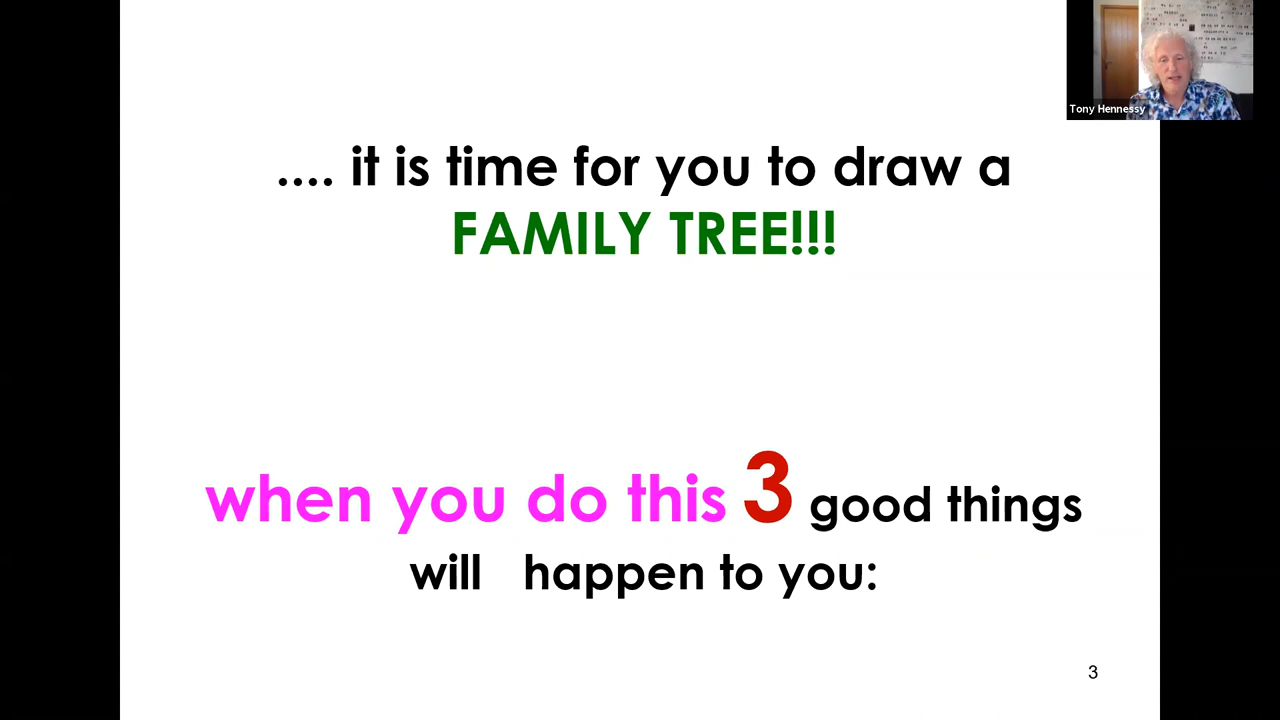 Tony Hennessy
.... it is time for you to draw a
FAMILY TREE!!!
when you do this 3 good things
will happen to you:
3